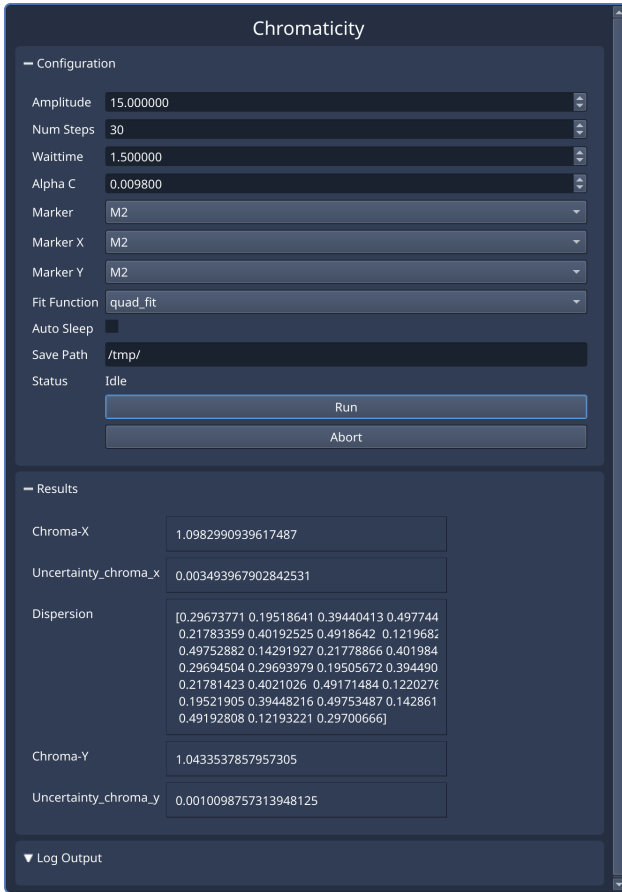 Chromaticity
Configuration
Amplitude 15.000000
Num Steps 30
Waittime 1.500000
Alpha C 0.009800
Marker M2
Marker X M2
Marker Y M2
Fit Function quad_fit
Auto Sleep
Save Path /tmp/
Status Idle
Run
Abort
Results
Chroma-X 1.0982990939617487
Uncertainty_chroma_x 0.003493967902842531
Dispersion [0.29673771 0.19518641 0.39440413 0.497744
0.21783359 0.40192525 0.4918642 0.1219682
0.49752882 0.14291927 0.21778866 0.401984
0.29694504 0.29693979 0.19505672 0.394490
0.21781423 0.4021026 0.49171484 0.1220276
0.19521905 0.39448216 0.49753487 0.142861
0.49192808 0.12193221 0.29700666]
Chroma-Y 1.0433537857957305
Uncertainty_chroma_y 0.0010098757313948125
Log Output